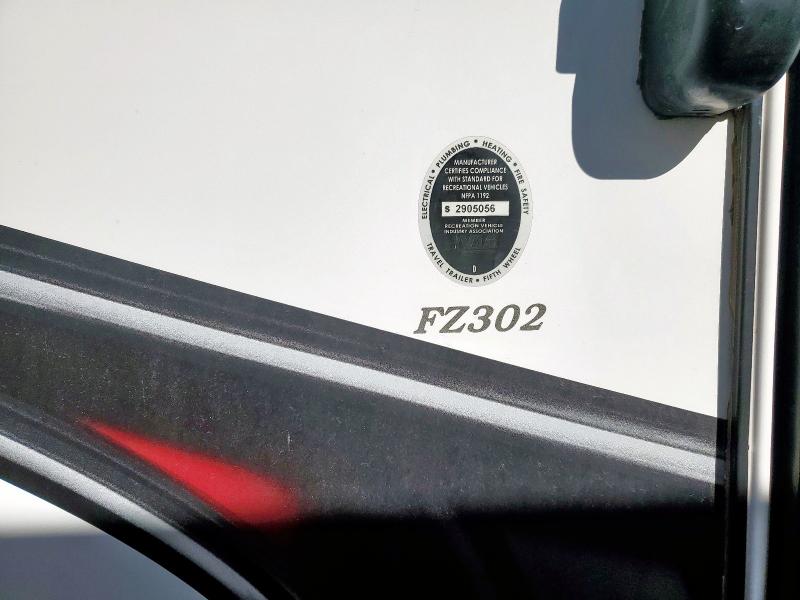 ELECTRICAL • PLUMBING • HEATING • FIRE SAFETY
MANUFACTURER
CERTIFIES COMPLIANCE
WITH STANDARD FOR
RECREATIONAL VEHICLES
NFPA 1192
S 2905056
MEMBER
RECREATION VEHICLE
INDUSTRY ASSOCIATION
D
TRAVEL TRAILER • FIFTH WHEEL
FZ302